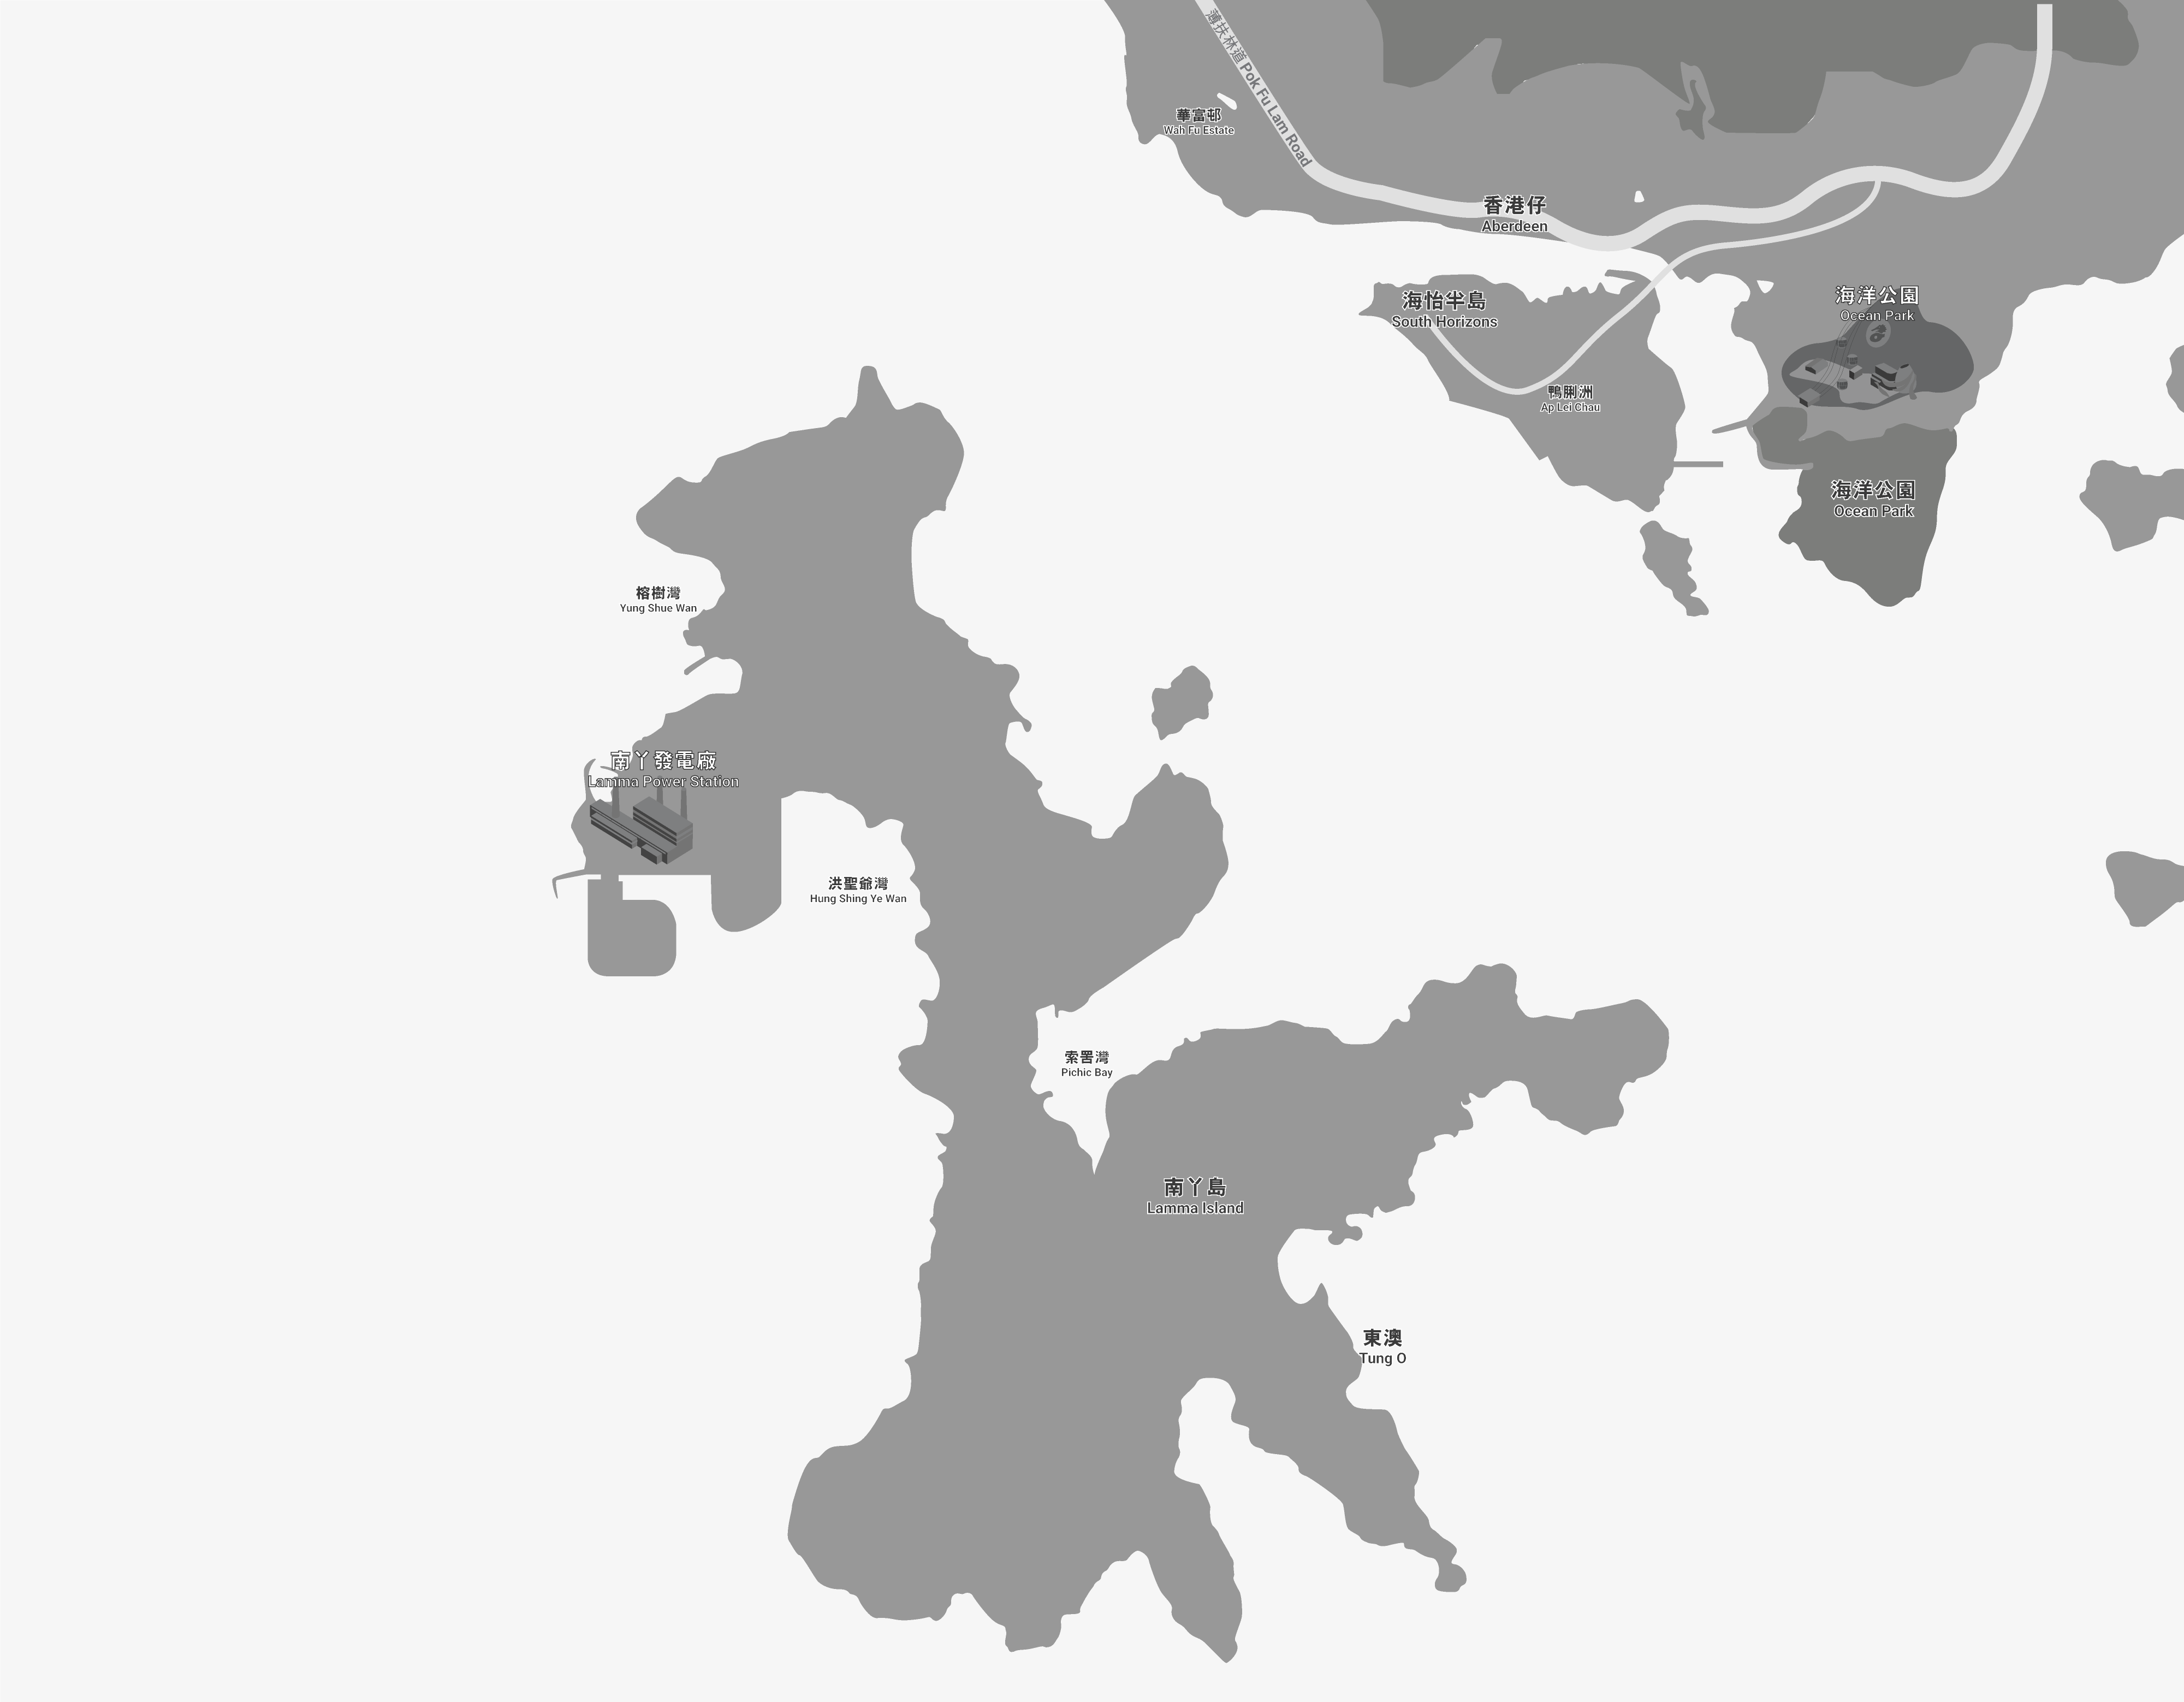 薄扶林道 Pok Fu Lam Road
華富邨
Wah Fu Estate
香港仔
Aberdeen
海怡半島
South Horizons
海洋公園
Ocean Park
鴨脷洲
Ap Lei Chau
海洋公園
Ocean Park
榕樹灣
Yung Shue Wan
南丫發電廠
Lamma Power Station
洪聖爺灣
Hung Shing Ye Wan
索罟灣
Pichic Bay
南丫島
Lamma Island
東澳
Tung O